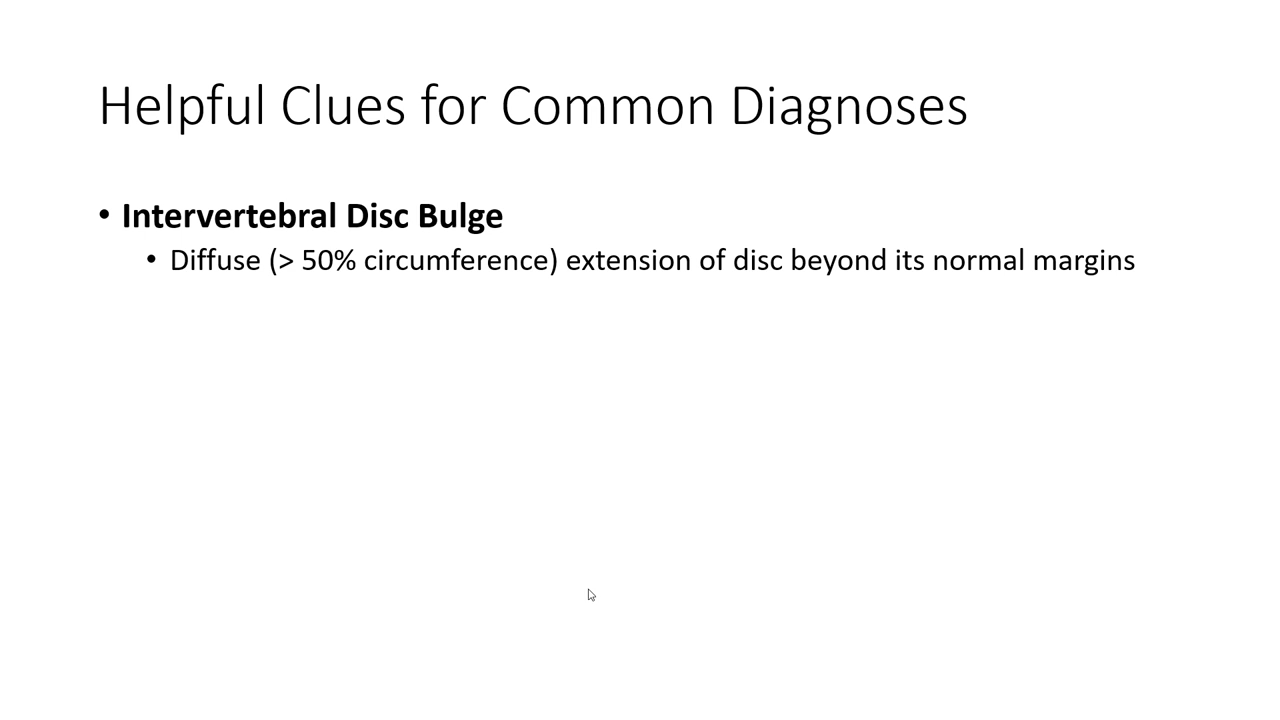 Helpful Clues for Common Diagnoses
• Intervertebral Disc Bulge
• Diffuse (> 50% circumference) extension of disc beyond its normal margins